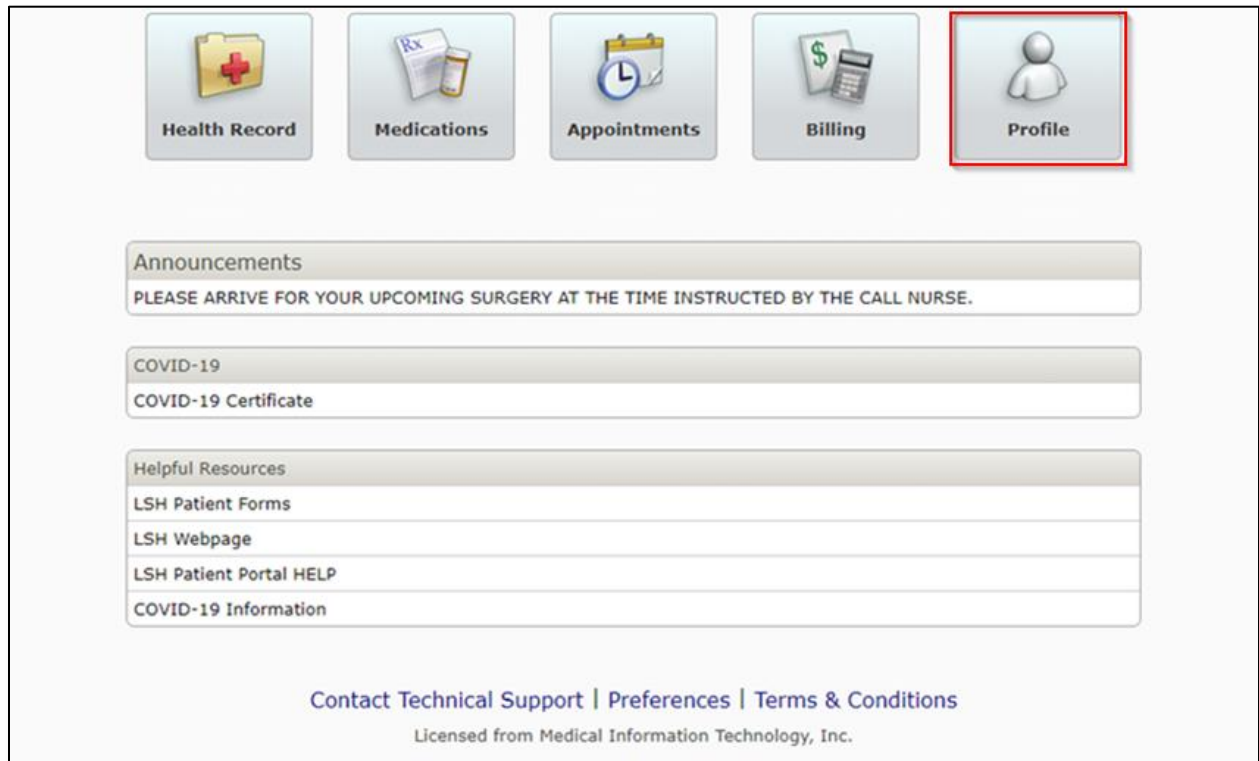 Rx
$
Health Record
Medications
Appointments
Billing
Profile
Announcements
PLEASE ARRIVE FOR YOUR UPCOMING SURGERY AT THE TIME INSTRUCTED BY THE CALL NURSE.
COVID-19
COVID-19 Certificate
Helpful Resources
LSH Patient Forms
LSH Webpage
LSH Patient Portal HELP
COVID-19 Information
Contact Technical Support | Preferences | Terms & Conditions
Licensed from Medical Information Technology, Inc.